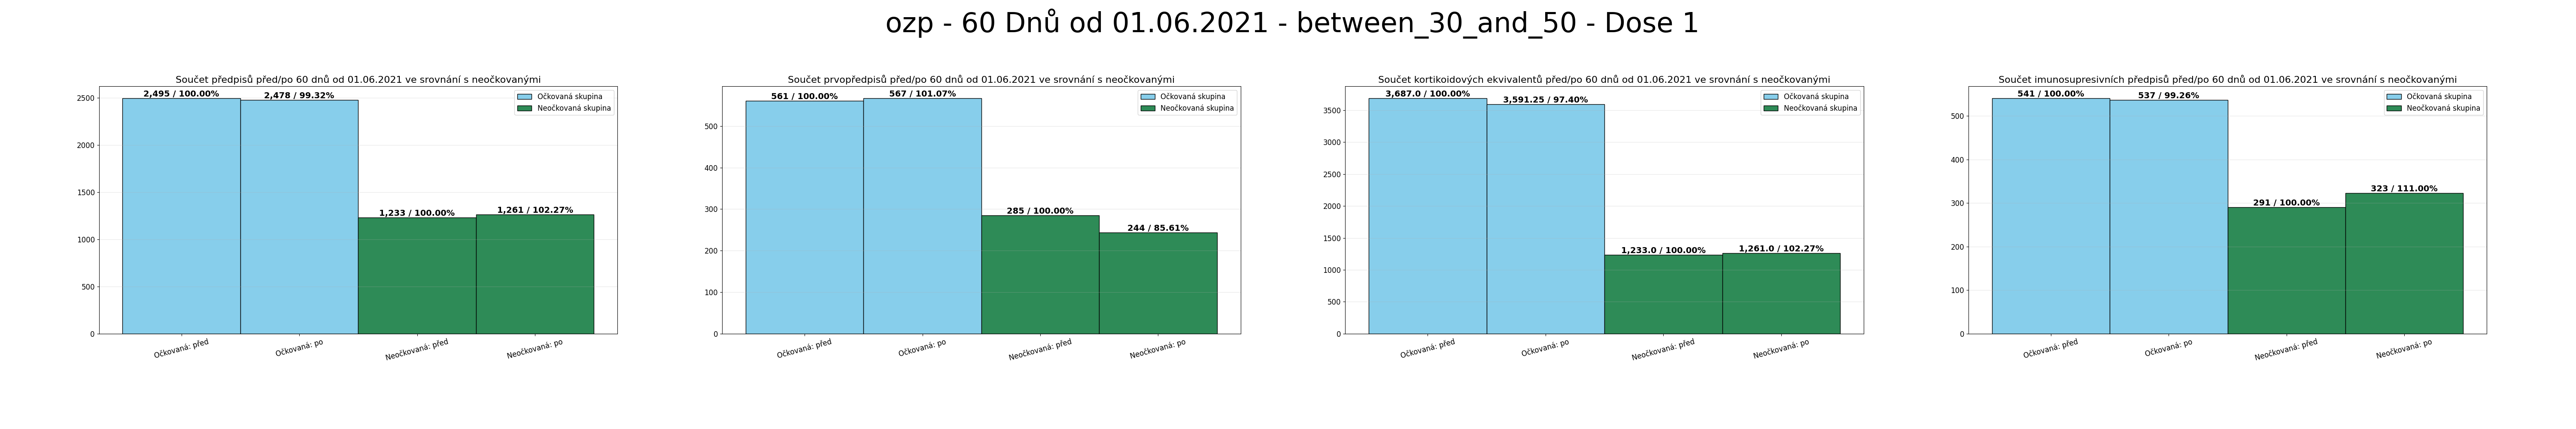 ozp - 60 Dnů od 01.06.2021 - between_30_and_50 - Dose 1
Součet předpisů před/po 60 dnů od 01.06.2021 ve srovnání s neočkovanými
2500
2000
1500
1000
500
0
2,495 / 100.00%
2,478 / 99.32%
1,233 / 100.00%
1,261 / 102.27%
Očkovaná skupina
Neočkovaná skupina
Očkovaná: před
Očkovaná: po
Neočkovaná: před
Neočkovaná: po
Součet prvopředpisů před/po 60 dnů od 01.06.2021 ve srovnání s neočkovanými
500
400
300
200
100
0
561 / 100.00%
567 / 101.07%
285 / 100.00%
244 / 85.61%
Očkovaná skupina
Neočkovaná skupina
Očkovaná: před
Očkovaná: po
Neočkovaná: před
Neočkovaná: po
Součet kortikoidových ekvivalentů před/po 60 dnů od 01.06.2021 ve srovnání s neočkovanými
3500
3000
2500
2000
1500
1000
500
0
3,687.0 / 100.00%
3,591.25 / 97.40%
1,233.0 / 100.00%
1,261.0 / 102.27%
Očkovaná skupina
Neočkovaná skupina
Očkovaná: před
Očkovaná: po
Neočkovaná: před
Neočkovaná: po
Součet imunosupresivních předpisů před/po 60 dnů od 01.06.2021 ve srovnání s neočkovanými
500
400
300
200
100
0
541 / 100.00%
537 / 99.26%
291 / 100.00%
323 / 111.00%
Očkovaná skupina
Neočkovaná skupina
Očkovaná: před
Očkovaná: po
Neočkovaná: před
Neočkovaná: po